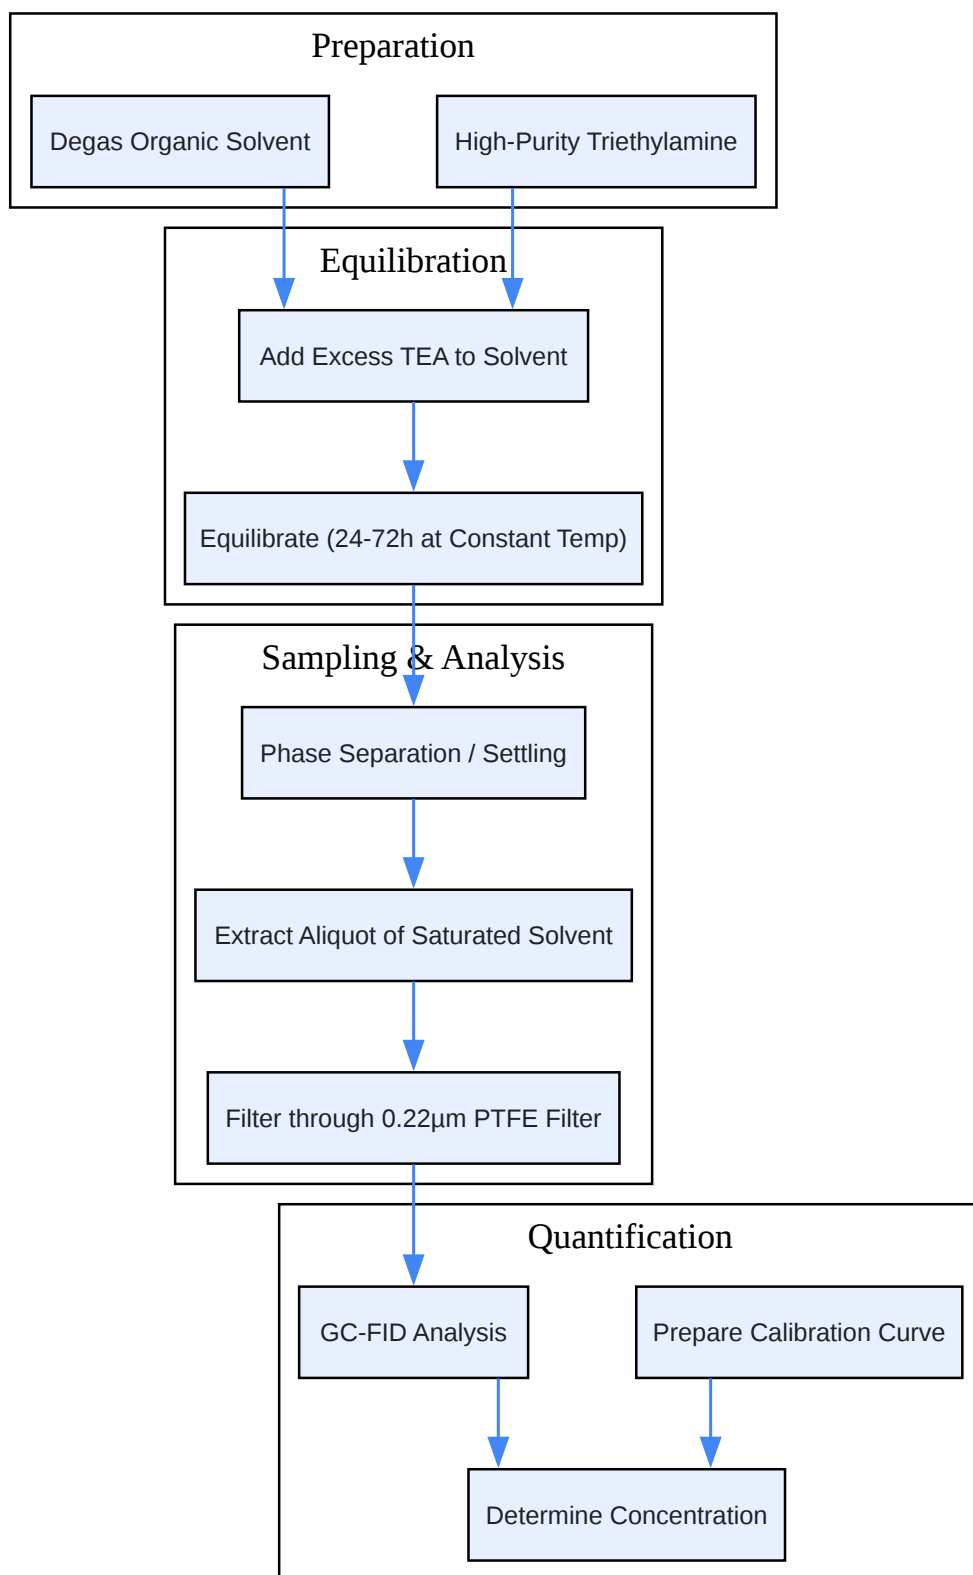 Preparation
Degas Organic Solvent
High-Purity Triethylamine
Equilibration
Add Excess TEA to Solvent
Equilibrate (24-72h at Constant Temp)
Sampling & Analysis
Phase Separation / Settling
Extract Aliquot of Saturated Solvent
Filter through 0.22µm PTFE Filter
Quantification
GC-FID Analysis
Prepare Calibration Curve
Determine Concentration